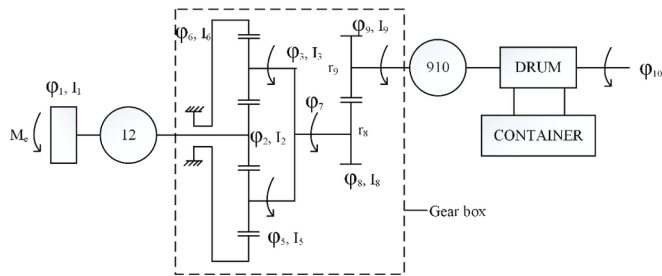 φ6, I6
φ9, I9
φ3, I3
r9
910
DRUM
φ10
φ1, I1
φ7
Me
12
φ2, I2
r8
CONTAINER
φ8, I8
Gear box
φ5, I5